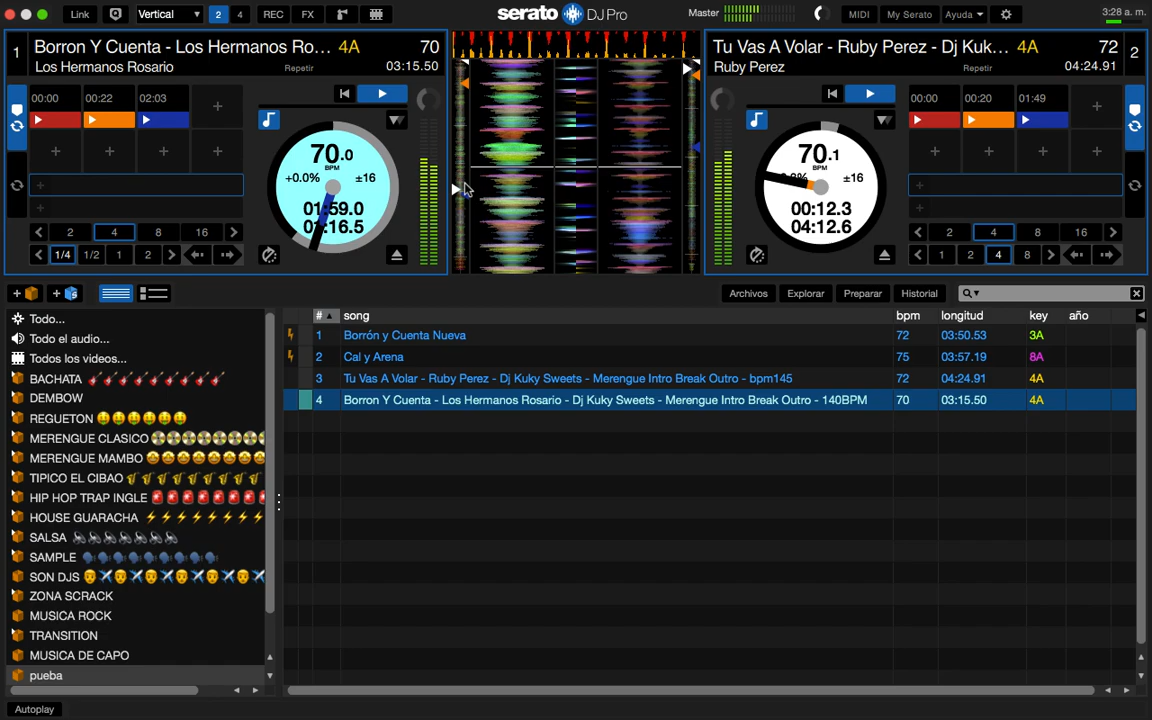 Link
Vertical
2
4
REC
FX
serato DJ Pro
Master
MIDI
My Serato
Ayuda
3:28 a. m.
1
Borron Y Cuenta - Los Hermanos Ro... 4A 70
Los Hermanos Rosario
Repetir
03:15.50
Tu Vas A Volar - Ruby Perez - Dj Kuk... 4A 72
Ruby Perez
Repetir
04:24.91
2
00:00 00:22 02:03
70.0
BPM
+0.0% ±16
01:59.0
01:16.5
2 4 8 16
1/4 1/2 1 2
00:00 00:20 01:49
70.1
BPM
±16
00:12.3
04:12.6
2 4 8 16
1 2 4 8
Archivos
Explorar
Preparar
Historial
Todo...
Todo el audio...
Todos los videos...
BACHATA
DEMBOW
REGUETON
MERENGUE CLASICO
MERENGUE MAMBO
TIPICO EL CIBAO
HIP HOP TRAP INGLE
HOUSE GUARACHA
SALSA
SAMPLE
SON DJS
ZONA SCRACK
MUSICA ROCK
TRANSITION
MUSICA DE CAPO
pueba
# song bpm longitud key año
1 Borrón y Cuenta Nueva 72 03:50.53 3A
2 Cal y Arena 75 03:57.19 8A
3 Tu Vas A Volar - Ruby Perez - Dj Kuky Sweets - Merengue Intro Break Outro - bpm145 72 04:24.91 4A
4 Borron Y Cuenta - Los Hermanos Rosario - Dj Kuky Sweets - Merengue Intro Break Outro - 140BPM 70 03:15.50 4A
Autoplay